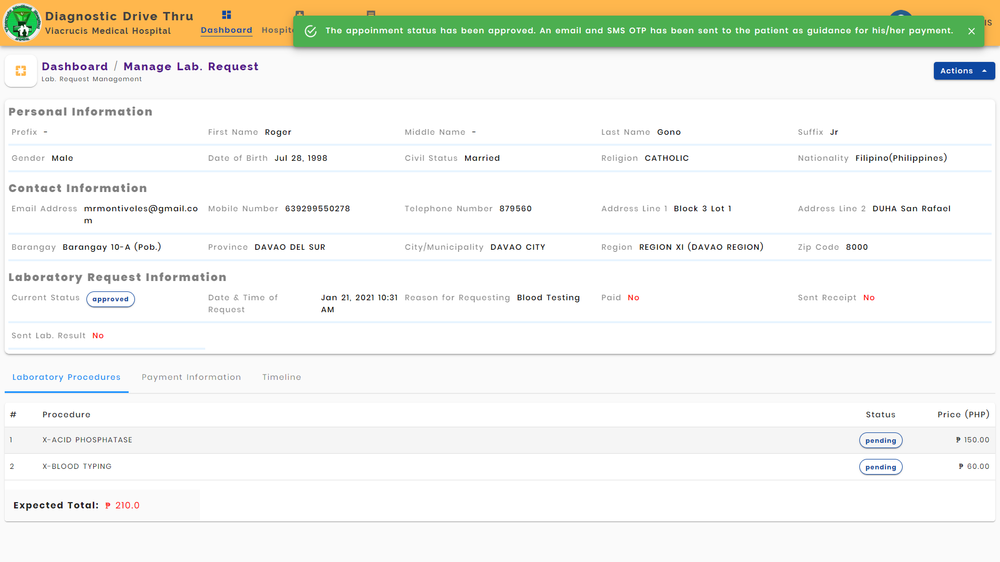 Diagnostic Drive Thru
Viacrucis Medical Hospital
Dashboard
The appoinment status has been approved. An email and SMS OTP has been sent to the patient as guidance for his/her payment.
IS
Dashboard / Manage Lab. Request
Lab. Request Management
Actions
Personal Information
Prefix -
First Name Roger
Middle Name -
Last Name Gono
Suffix Jr
Gender Male
Date of Birth Jul 28, 1998
Civil Status Married
Religion CATHOLIC
Nationality Filipino(Philippines)
Contact Information
Email Address mrmontiveles@gmail.co
m
Mobile Number 639299550278
Telephone Number 879560
Address Line 1 Block 3 Lot 1
Address Line 2 DUHA San Rafael
Barangay Barangay 10-A (Pob.)
Province DAVAO DEL SUR
City/Municipality DAVAO CITY
Region REGION XI (DAVAO REGION)
Zip Code 8000
Laboratory Request Information
Current Status approved
Date & Time of Jan 21, 2021 10:31
Request AM
Reason for Requesting Blood Testing
Paid No
Sent Receipt No
Sent Lab. Result No
Laboratory Procedures Payment Information Timeline
# Procedure Status Price (PHP)
1 X-ACID PHOSPHATASE pending ₱ 150.00
2 X-BLOOD TYPING pending ₱ 60.00
Expected Total: ₱ 210.0